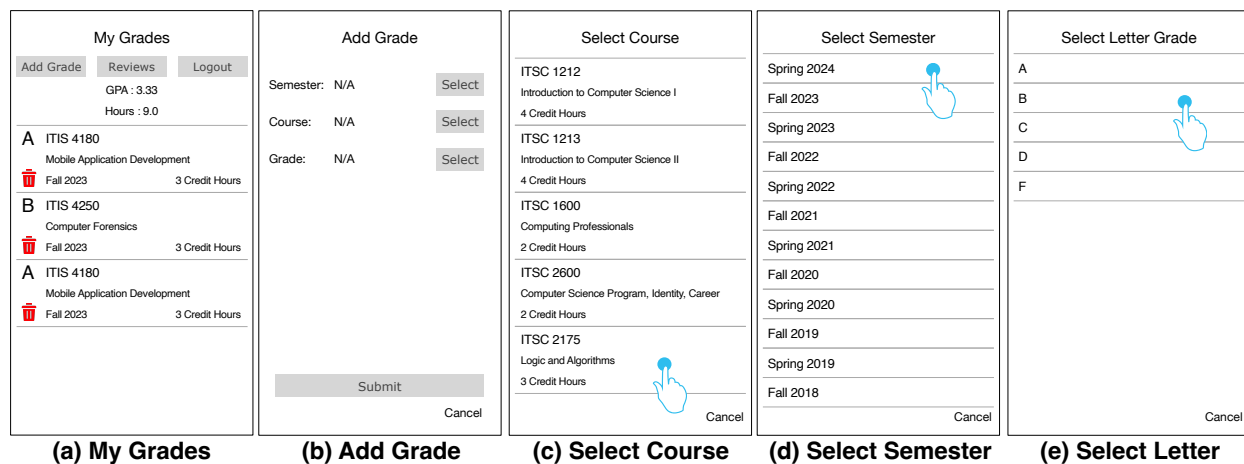 My Grades
Add Grade Reviews Logout
GPA : 3.33
Hours : 9.0
A ITIS 4180
Mobile Application Development
Fall 2023 3 Credit Hours
B ITIS 4250
Computer Forensics
Fall 2023 3 Credit Hours
A ITIS 4180
Mobile Application Development
Fall 2023 3 Credit Hours
(a) My Grades
Add Grade
Semester: N/A Select
Course: N/A Select
Grade: N/A Select
Submit
Cancel
(b) Add Grade
Select Course
ITSC 1212
Introduction to Computer Science I
4 Credit Hours
ITSC 1213
Introduction to Computer Science II
4 Credit Hours
ITSC 1600
Computing Professionals
2 Credit Hours
ITSC 2600
Computer Science Program, Identity, Career
2 Credit Hours
ITSC 2175
Logic and Algorithms
3 Credit Hours
Cancel
(c) Select Course
Select Semester
Spring 2024
Fall 2023
Spring 2023
Fall 2022
Spring 2022
Fall 2021
Spring 2021
Fall 2020
Spring 2020
Fall 2019
Spring 2019
Fall 2018
Cancel
(d) Select Semester
Select Letter Grade
A
B
C
D
F
Cancel
(e) Select Letter